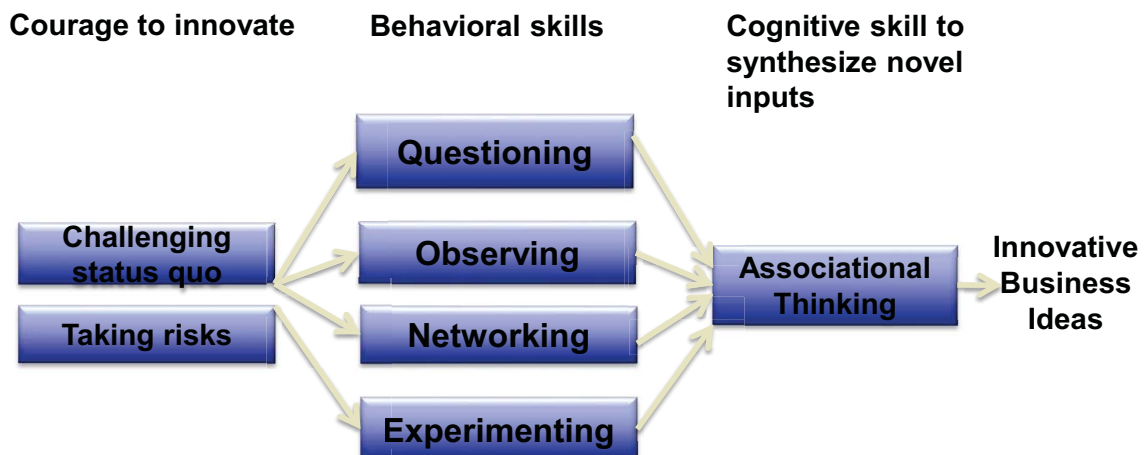 Courage to innovate
Behavioral skills
Cognitive skill to
synthesize novel
inputs
Challenging
status quo
Taking risks
Questioning
Observing
Networking
Experimenting
Associational
Thinking
Innovative
Business
Ideas